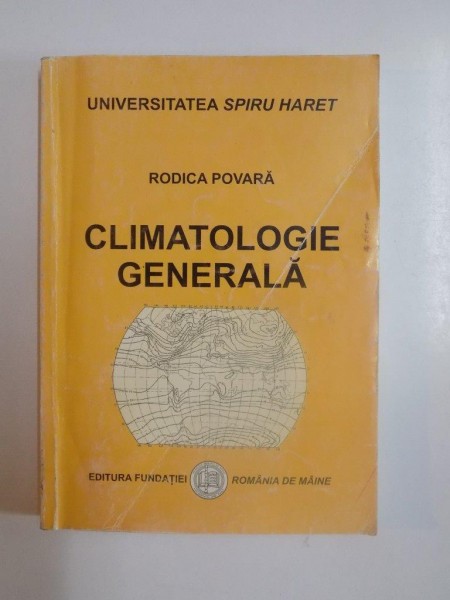 UNIVERSITATEA SPIRU HARET
RODICA POVARĂ
CLIMATOLOGIE
GENERALĂ
EDITURA FUNDAȚIEI ROMÂNIA DE MÂINE